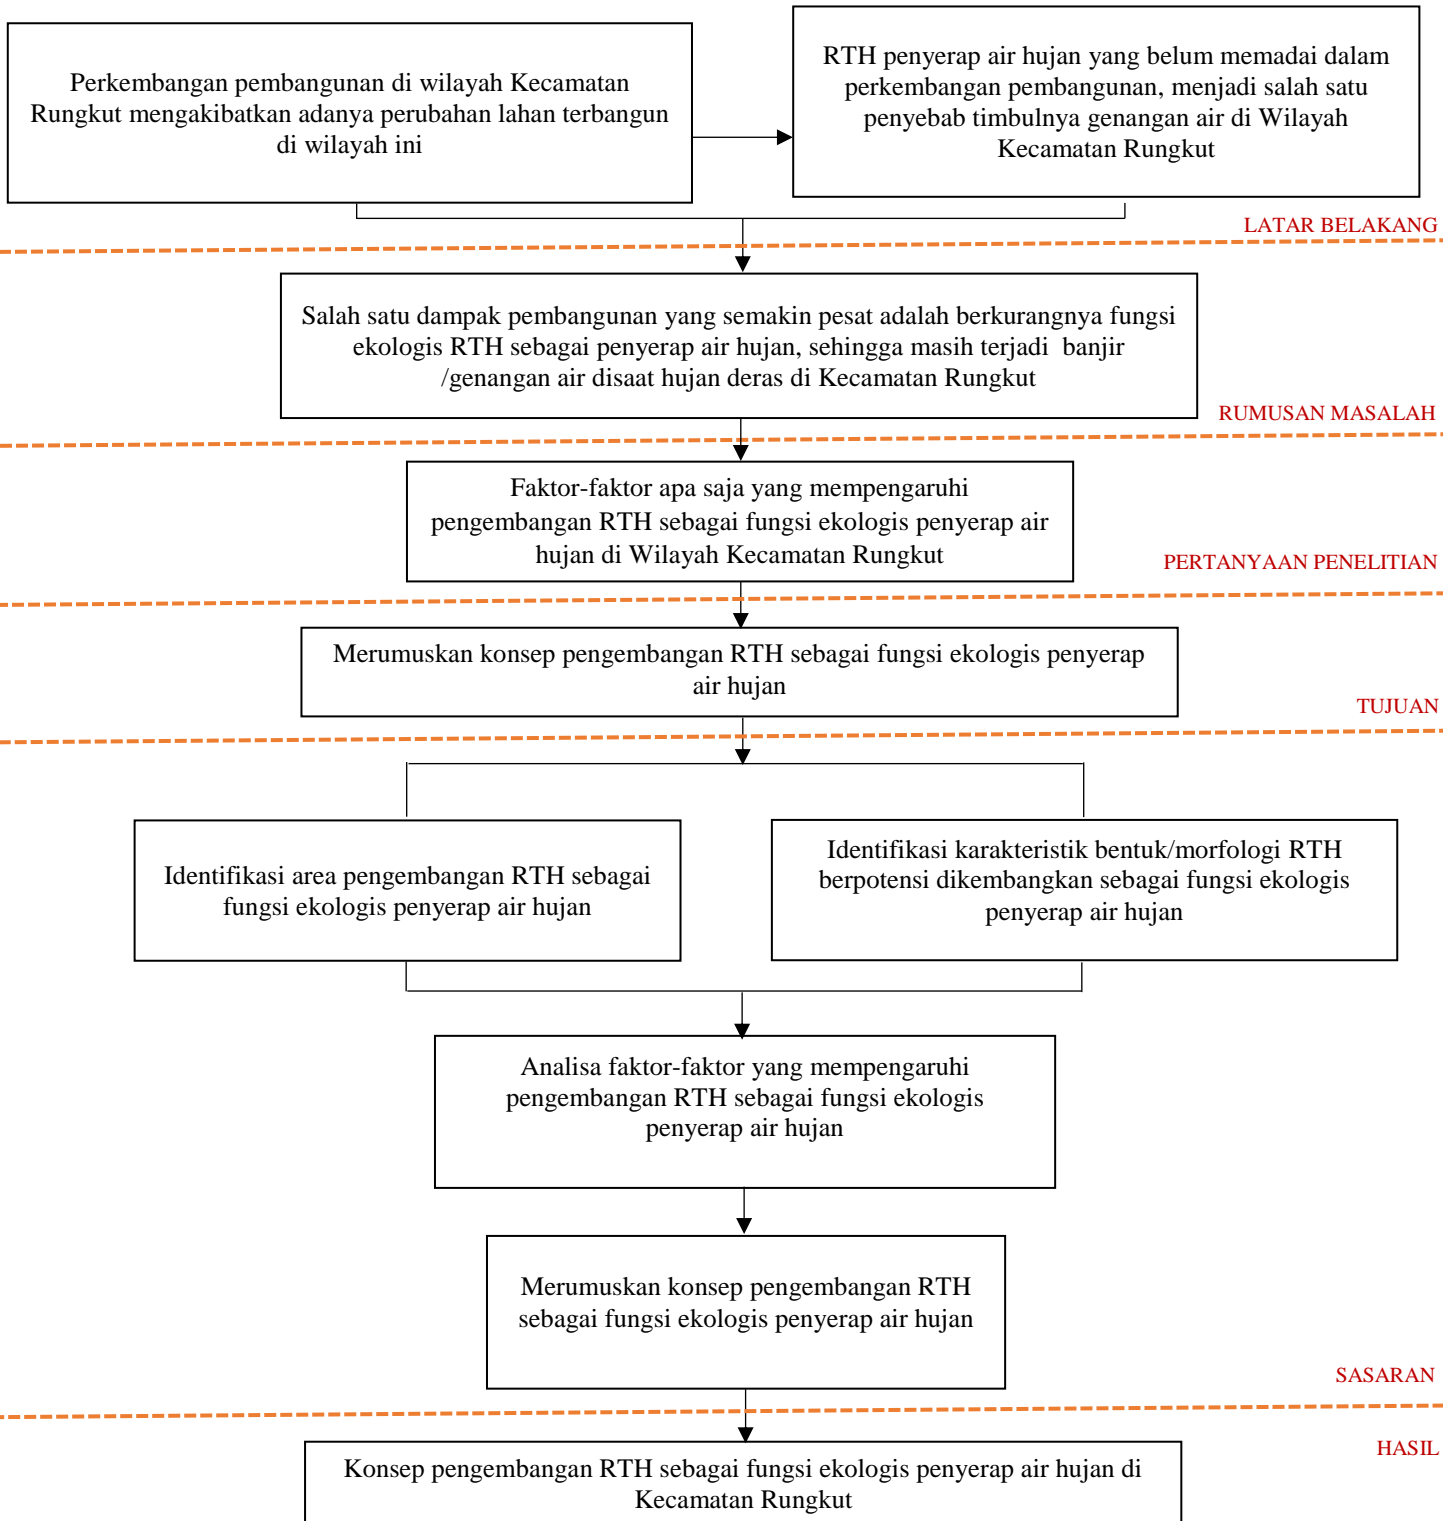 Perkembangan pembangunan di wilayah Kecamatan
Rungkut mengakibatkan adanya perubahan lahan terbangun
di wilayah ini
RTH penyerap air hujan yang belum memadai dalam
perkembangan pembangunan, menjadi salah satu
penyebab timbulnya genangan air di Wilayah
Kecamatan Rungkut
LATAR BELAKANG
Salah satu dampak pembangunan yang semakin pesat adalah berkurangnya fungsi
ekologis RTH sebagai penyerap air hujan, sehingga masih terjadi banjir
/genangan air disaat hujan deras di Kecamatan Rungkut
RUMUSAN MASALAH
Faktor-faktor apa saja yang mempengaruhi
pengembangan RTH sebagai fungsi ekologis penyerap air
hujan di Wilayah Kecamatan Rungkut
PERTANYAAN PENELITIAN
Merumuskan konsep pengembangan RTH sebagai fungsi ekologis penyerap
air hujan
TUJUAN
Identifikasi area pengembangan RTH sebagai
fungsi ekologis penyerap air hujan
Identifikasi karakteristik bentuk/morfologi RTH
berpotensi dikembangkan sebagai fungsi ekologis
penyerap air hujan
Analisa faktor-faktor yang mempengaruhi
pengembangan RTH sebagai fungsi ekologis
penyerap air hujan
Merumuskan konsep pengembangan RTH
sebagai fungsi ekologis penyerap air hujan
SASARAN
HASIL
Konsep pengembangan RTH sebagai fungsi ekologis penyerap air hujan di
Kecamatan Rungkut